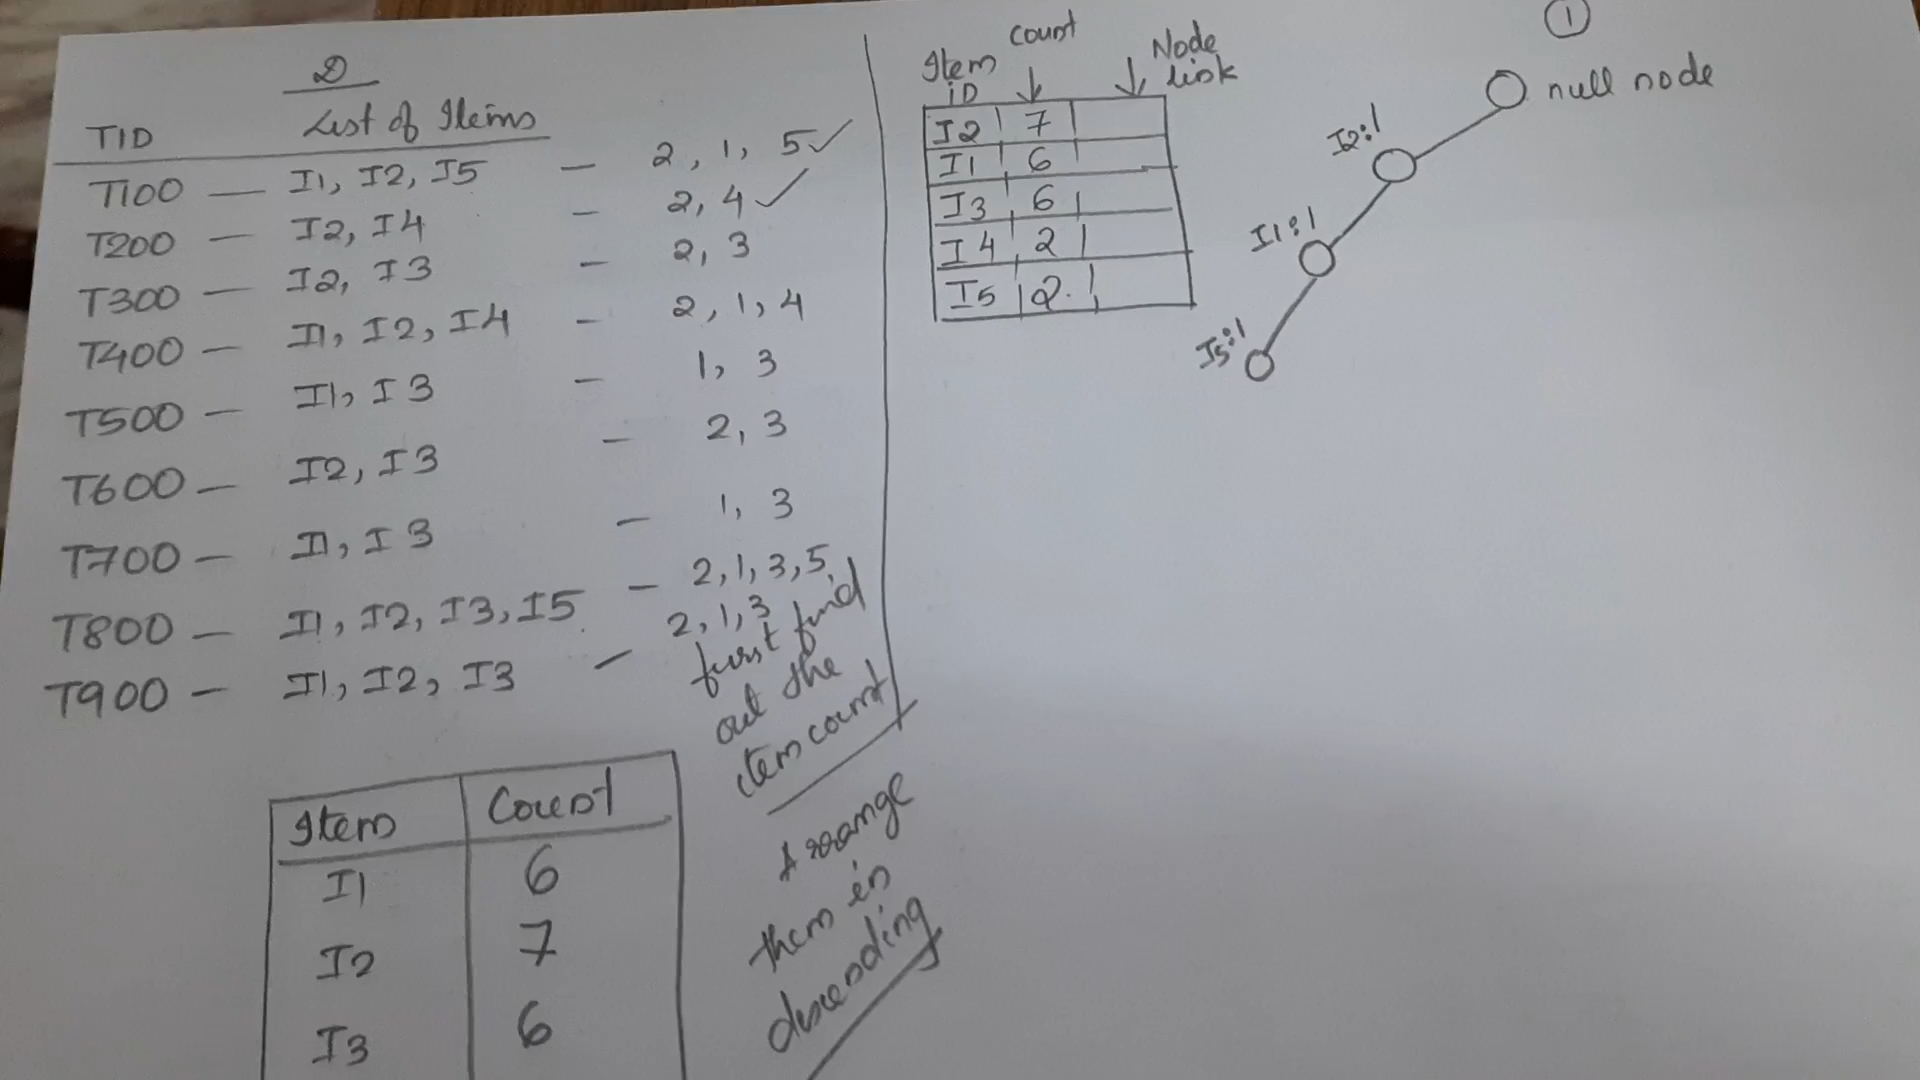 D
TID List of Items
T100 — I1, I2, I5 — 2, 1, 5 ✓
T200 — I2, I4 — 2, 4 ✓
T300 — I2, I3 — 2, 3
T400 — I1, I2, I4 — 2, 1, 4
T500 — I1, I3 — 1, 3
T600 — I2, I3 — 2, 3
T700 — I1, I3 — 1, 3
T800 — I1, I2, I3, I5 — 2, 1, 3, 5
T900 — I1, I2, I3 — 2, 1, 3
first find
out the
item count
Arrange
them in
descending
Item Count
I1 6
I2 7
I3 6
Item ID count Node link
I2 7
I1 6
I3 6
I4 2
I5 2
1
null node
I2:1
I1:1
I5:1